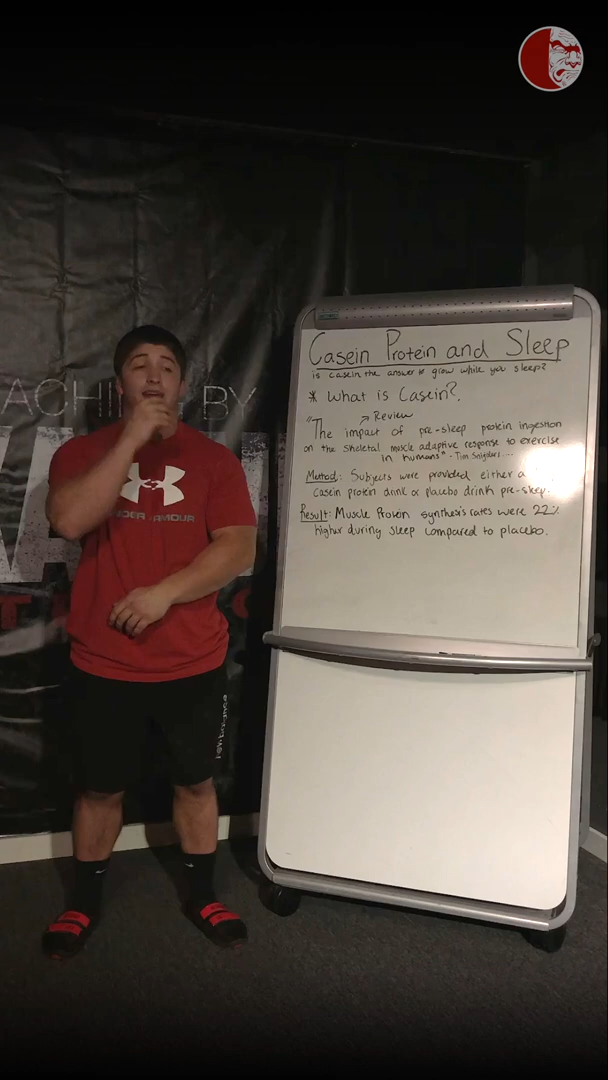 Casein Protein and Sleep
is casein the answer to grow while you sleep?
* What is Casein?
→ Review
"The impact of pre-sleep protein ingestion
on the skeletal muscle adaptive response to exercise
in humans" - Tim Snijders....
Method: Subjects were provided either a
casein protein drink or placebo drink pre-sleep.
Result: Muscle Protein synthesis rates were 22%
higher during sleep compared to placebo.
ACHI BY
UNDER ARMOUR
new balance